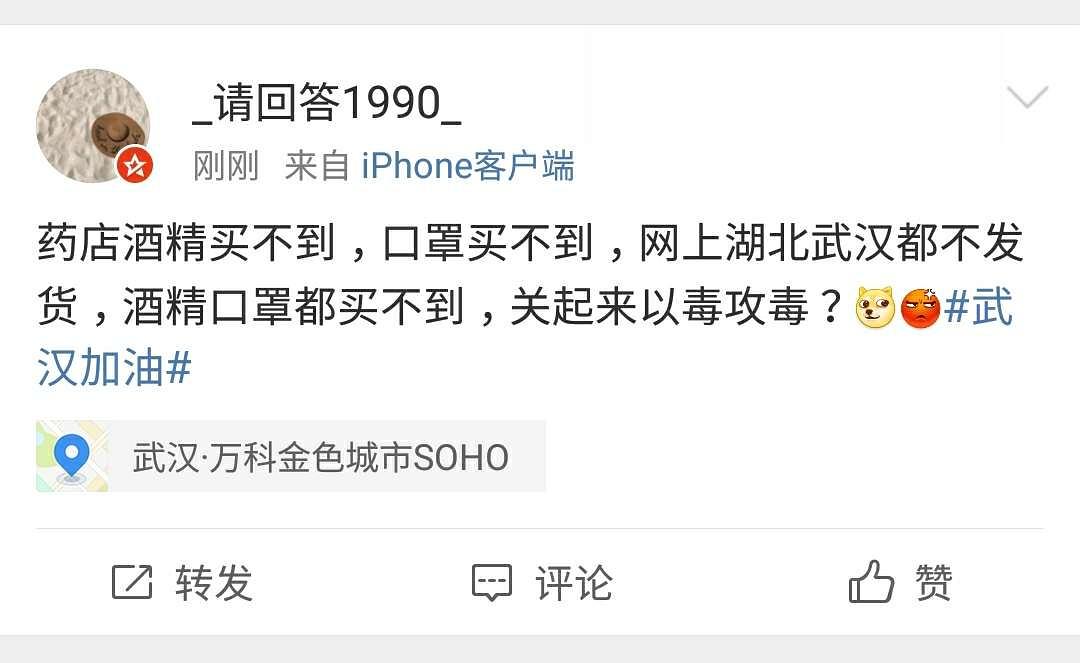 _请回答1990_
刚刚 来自 iPhone客户端
药店酒精买不到，口罩买不到，网上湖北武汉都不发
货，酒精口罩都买不到，关起来以毒攻毒？#武
汉加油#
武汉·万科金色城市SOHO
转发 评论 赞